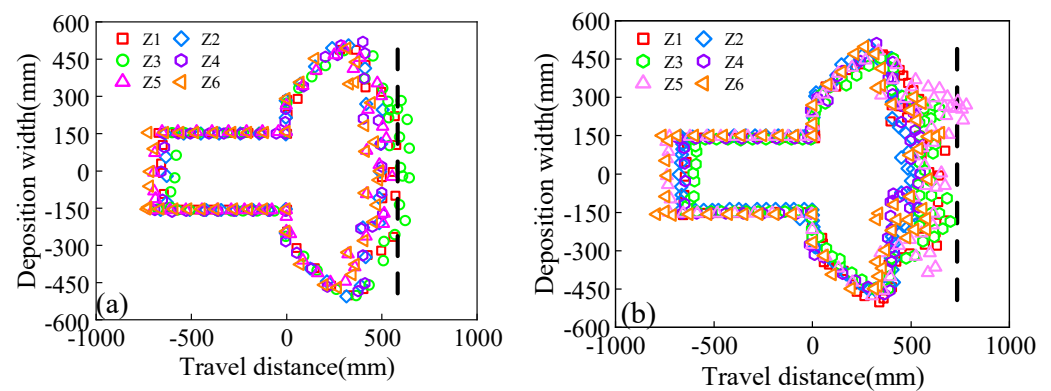 600
450
300
150
0
-150
-300
-450
-600
Deposition width(mm)
Z1 Z2
Z3 Z4
Z5 Z6
(a)
-1000 -500 0 500 1000
Travel distance(mm)
600
450
300
150
0
-150
-300
-450
-600
Deposition width(mm)
Z1 Z2
Z3 Z4
Z5 Z6
(b)
-1000 -500 0 500 1000
Travel distance(mm)